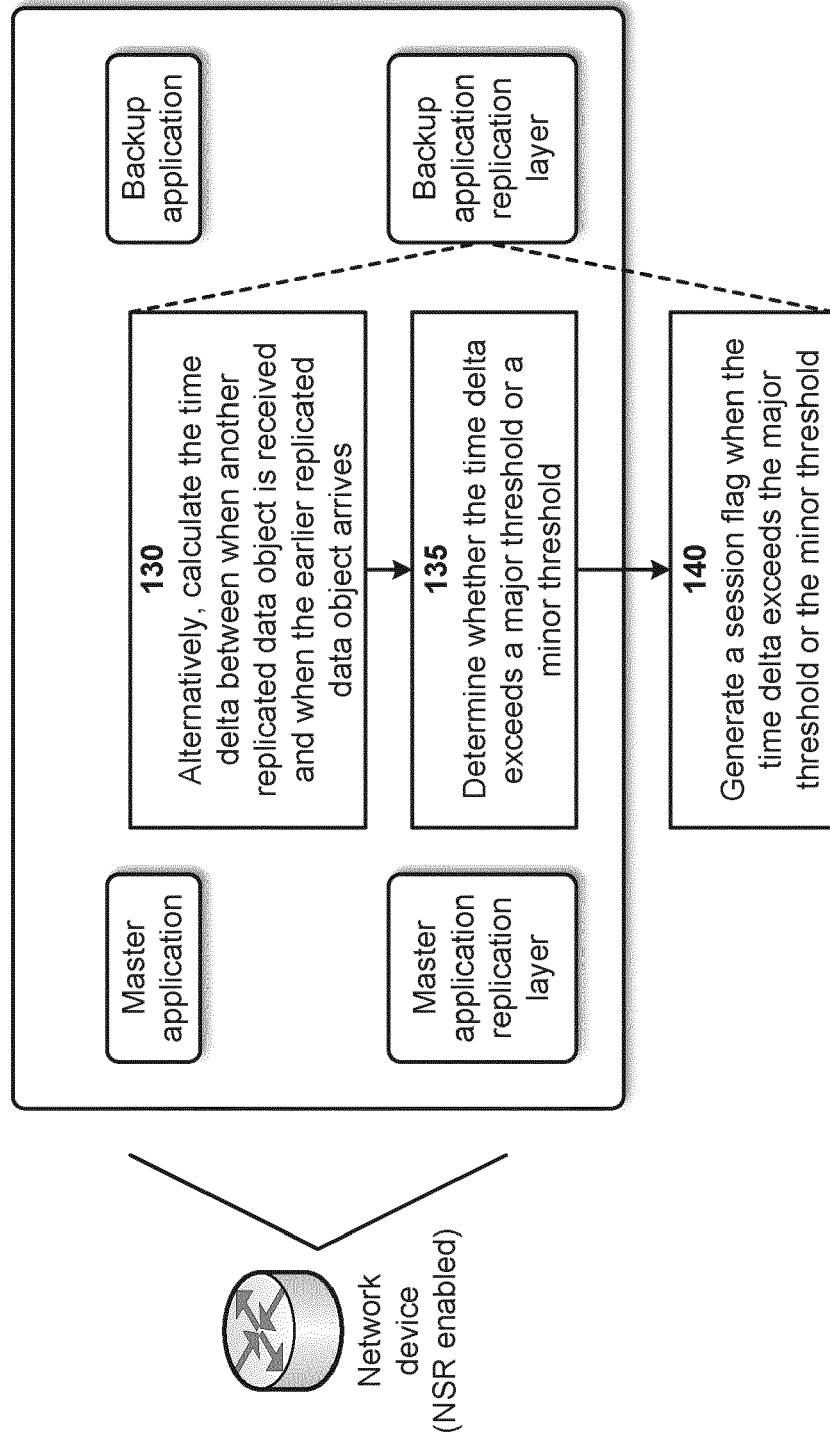 Network
device
(NSR enabled)
Master
application
Master
application
replication
layer
130
Alternatively, calculate the time
delta between when another
replicated data object is received
and when the earlier replicated
data object arrives
135
Determine whether the time delta
exceeds a major threshold or a
minor threshold
140
Generate a session flag when the
time delta exceeds the major
threshold or the minor threshold
Backup
application
Backup
application
replication
layer